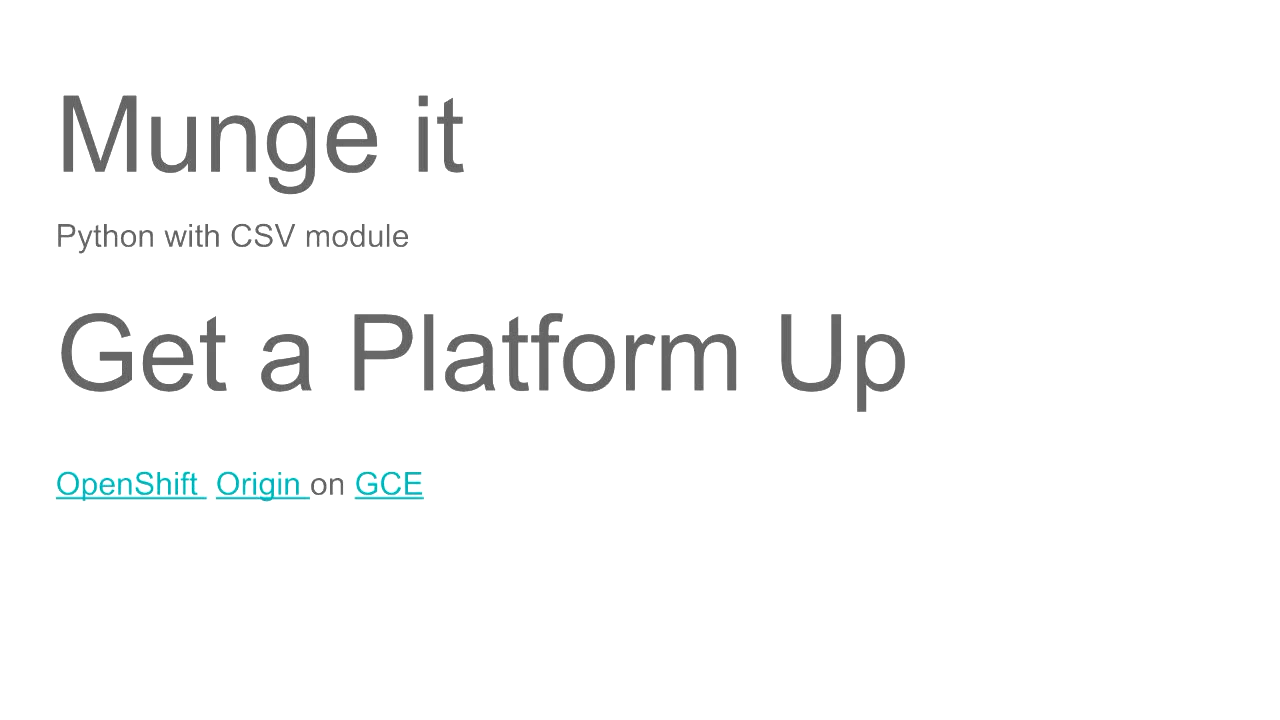 Munge it
Python with CSV module
Get a Platform Up
OpenShift Origin on GCE